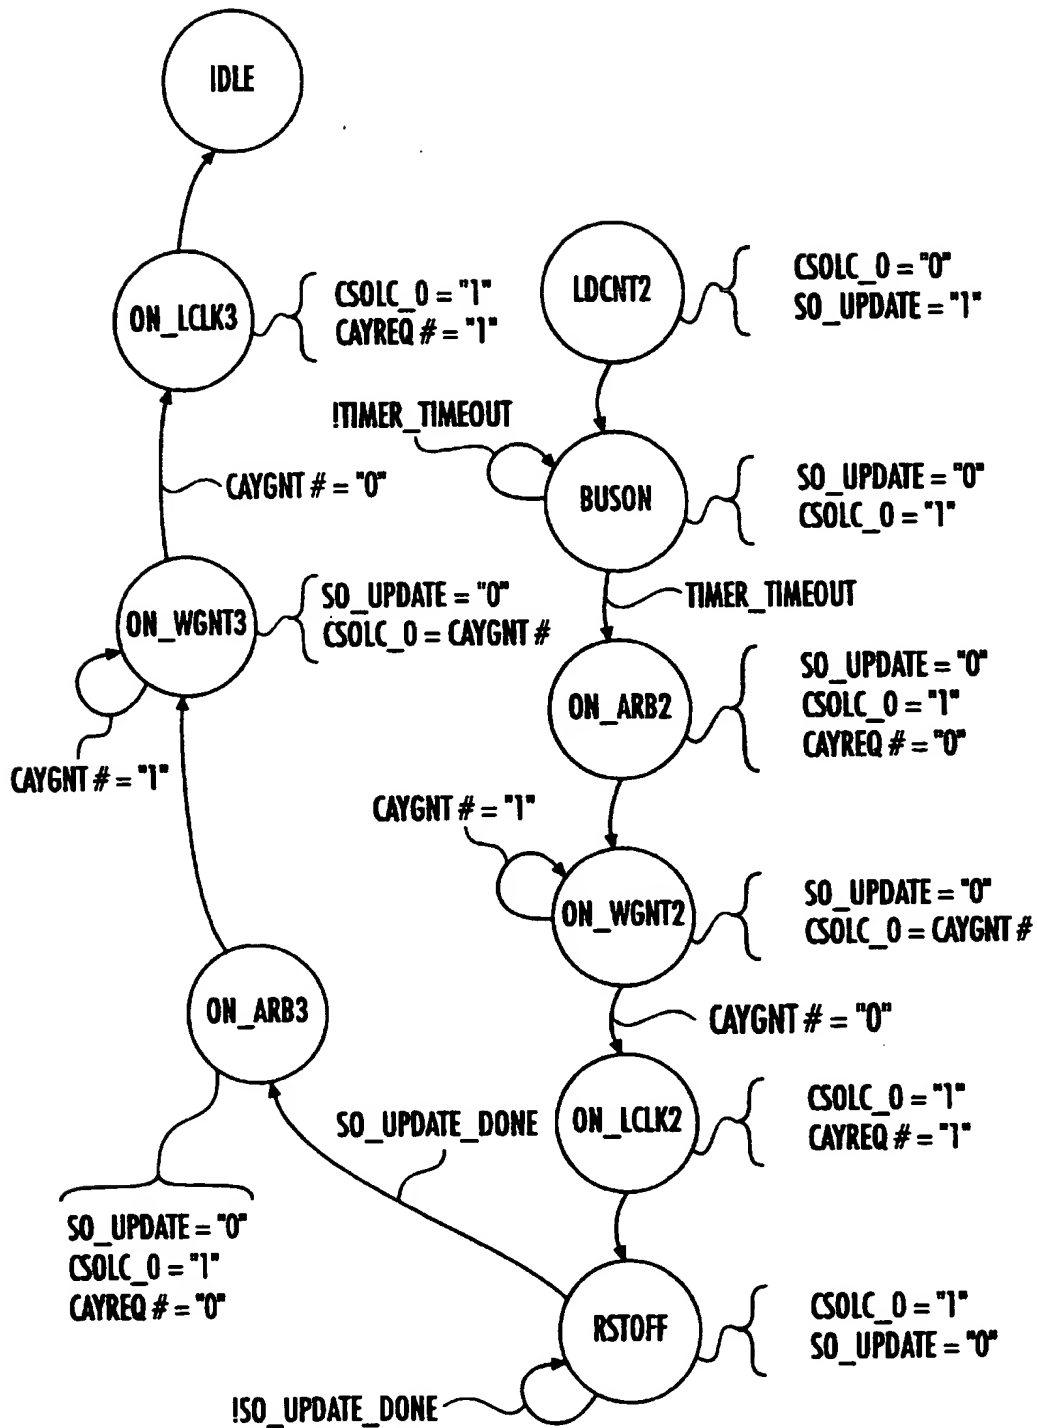 IDLE
ON_LCLK3
CSOLC_0 = "1"
CAYREQ # = "1"
LDCNT2
CSOLC_0 = "0"
SO_UPDATE = "1"
!TIMER_TIMEOUT
BUSON
SO_UPDATE = "0"
CSOLC_0 = "1"
CAYGNT # = "0"
TIMER_TIMEOUT
ON_WGNT3
SO_UPDATE = "0"
CSOLC_0 = CAYGNT #
CAYGNT # = "1"
ON_ARB2
SO_UPDATE = "0"
CSOLC_0 = "1"
CAYREQ # = "0"
CAYGNT # = "1"
ON_WGNT2
SO_UPDATE = "0"
CSOLC_0 = CAYGNT #
CAYGNT # = "0"
ON_ARB3
SO_UPDATE = "0"
CSOLC_0 = "1"
CAYREQ # = "0"
SO_UPDATE_DONE
ON_LCLK2
CSOLC_0 = "1"
CAYREQ # = "1"
RSTOFF
CSOLC_0 = "1"
SO_UPDATE = "0"
!SO_UPDATE_DONE